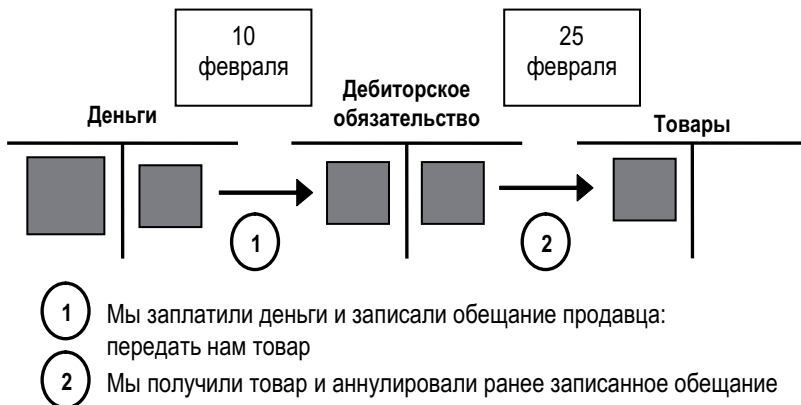 10
февраля
25
февраля
Деньги
Дебиторское
обязательство
Товары
1
2
1 Мы заплатили деньги и записали обещание продавца:
передать нам товар
2 Мы получили товар и аннулировали ранее записанное обещание